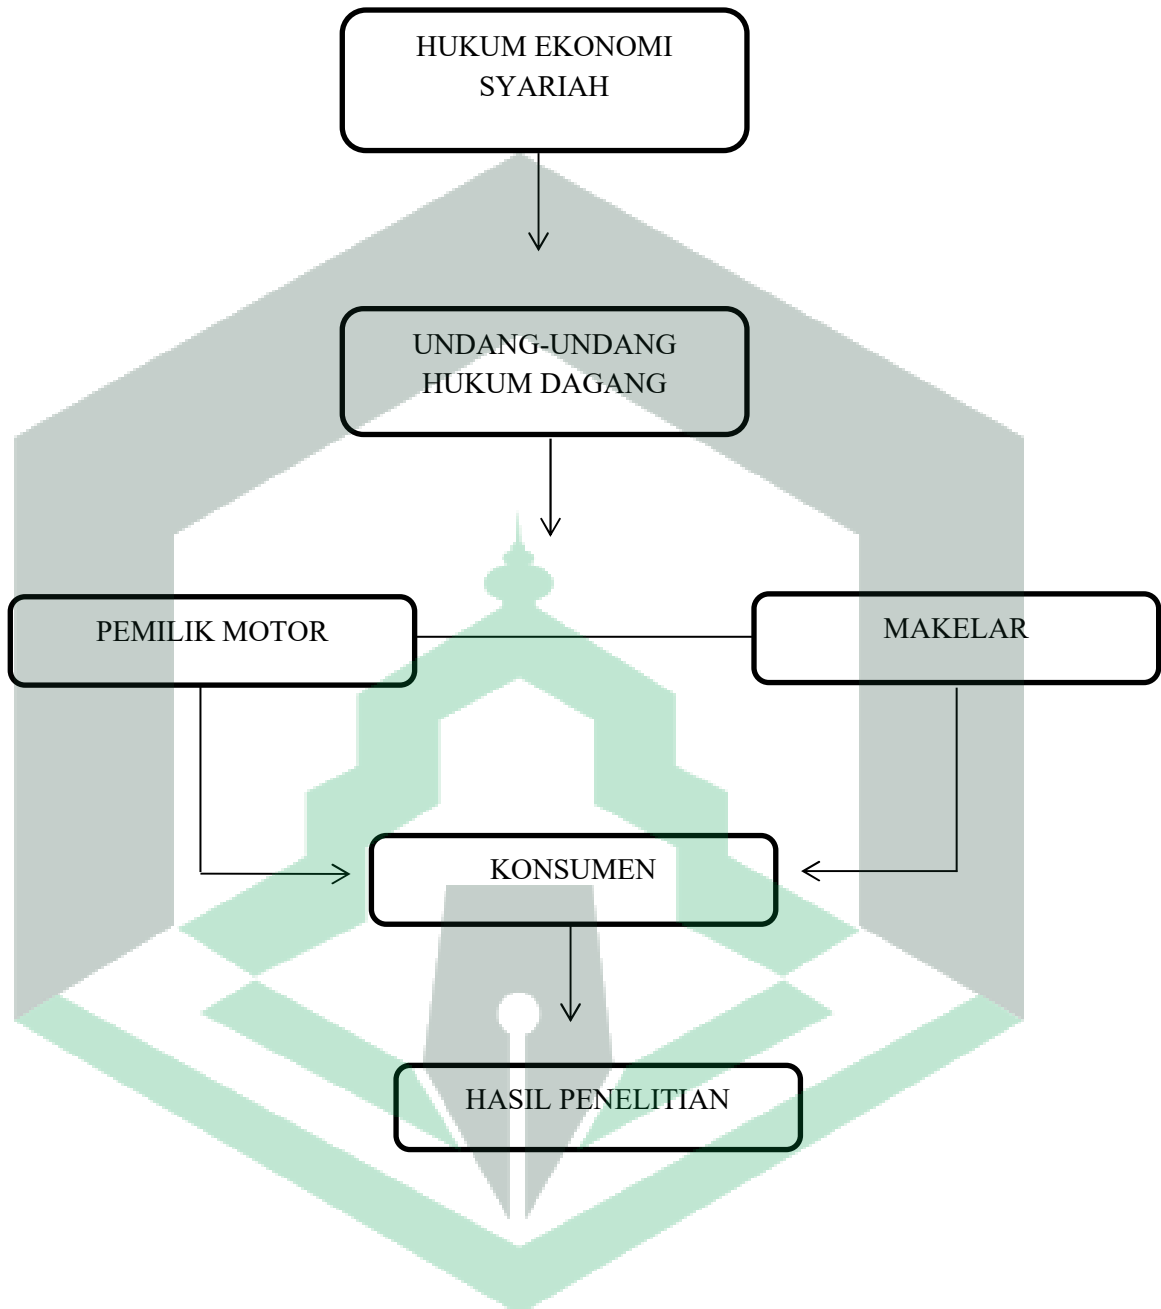 HUKUM EKONOMI
SYARIAH
UNDANG-UNDANG
HUKUM DAGANG
PEMILIK MOTOR
MAKELAR
KONSUMEN
HASIL PENELITIAN